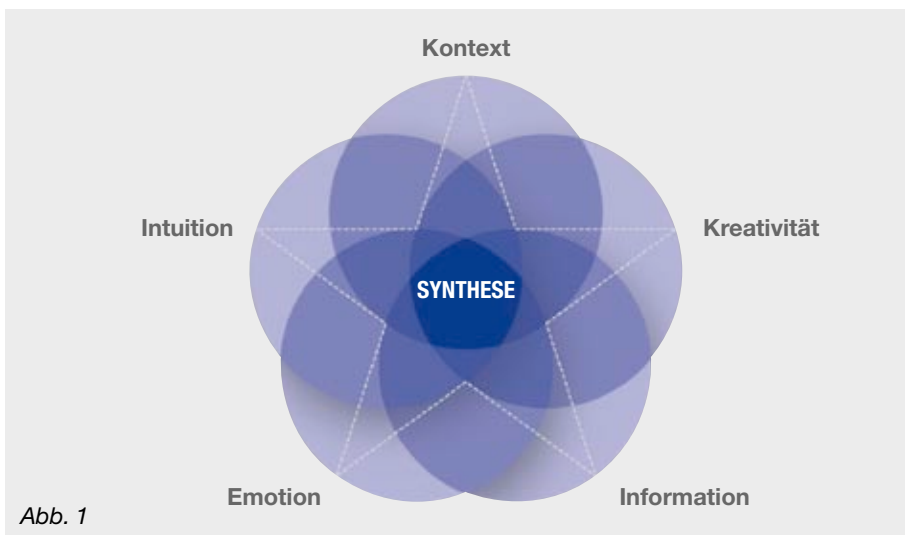 Kontext
Intuition
Kreativität
SYNTHESE
Emotion
Information
Abb. 1